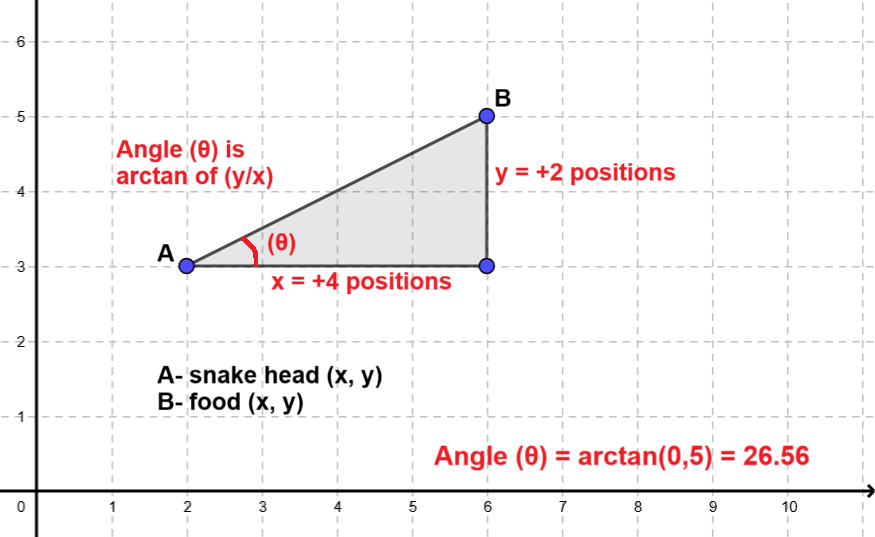 6
B
5
Angle (θ) is
arctan of (y/x)
y = +2 positions
4
A
(θ)
3
x = +4 positions
2
A- snake head (x, y)
B- food (x, y)
1
Angle (θ) = arctan(0,5) = 26.56
0 1 2 3 4 5 6 7 8 9 10